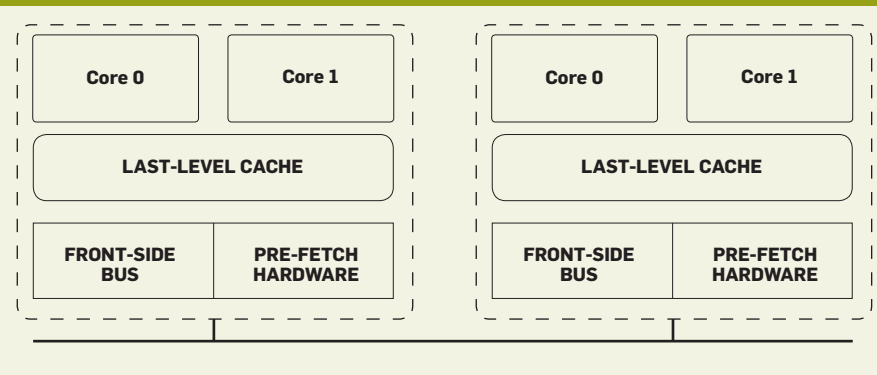 Core 0
Core 1
LAST-LEVEL CACHE
FRONT-SIDE
BUS
PRE-FETCH
HARDWARE
Core 0
Core 1
LAST-LEVEL CACHE
FRONT-SIDE
BUS
PRE-FETCH
HARDWARE